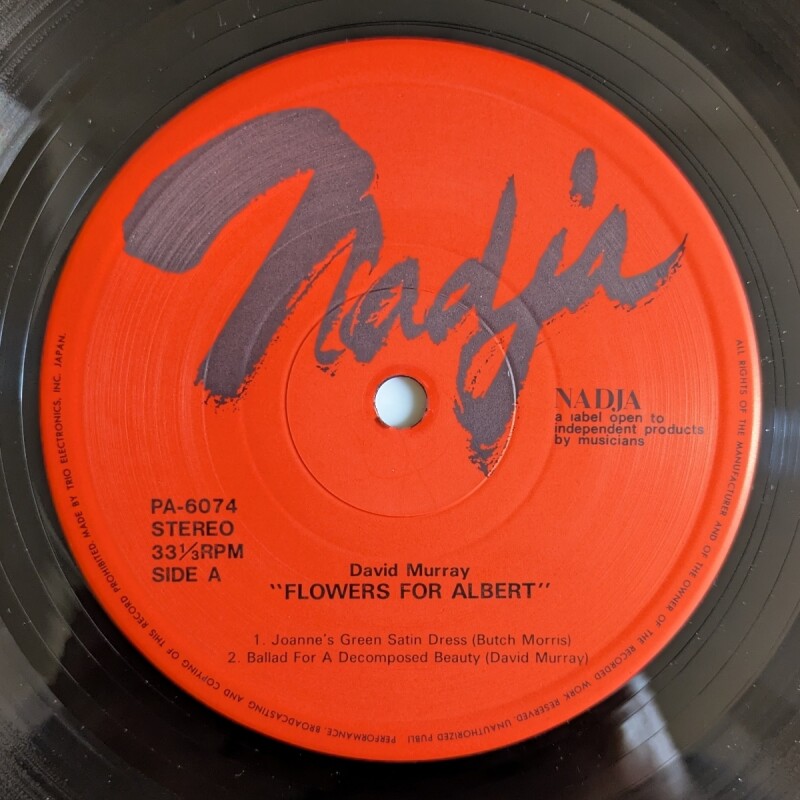 Nadja
NADJA
a label open to
independent products
by musicians
PA-6074
STEREO
33⅓RPM
SIDE A
David Murray
"FLOWERS FOR ALBERT"
1. Joanne's Green Satin Dress (Butch Morris)
2. Ballad For A Decomposed Beauty (David Murray)
ALL RIGHTS OF THE MANUFACTURER AND OF THE OWNER OF THE RECORDED WORK RESERVED. UNAUTHORIZED PUBLI PERFORMANCE, BROADCASTING AND COPYING OF THIS RECORD PROHIBITED. MADE BY TRIO ELECTRONICS, INC. JAPAN.